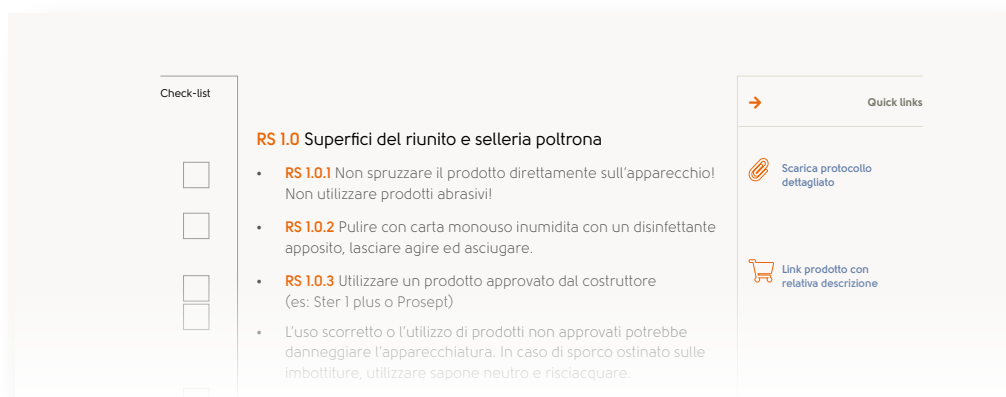 Check-list
RS 1.0 Superfici del riunito e selleria poltrona
• RS 1.0.1 Non spruzzare il prodotto direttamente sull'apparecchio!
Non utilizzare prodotti abrasivi!
• RS 1.0.2 Pulire con carta monouso inumidita con un disinfettante
apposito, lasciare agire ed asciugare.
• RS 1.0.3 Utilizzare un prodotto approvato dal costruttore
(es: Ster 1 plus o Prosept)
• L'uso scorretto o l'utilizzo di prodotti non approvati potrebbe
danneggiare l'apparecchiatura. In caso di sporco ostinato sulle
imbottiture, utilizzare sapone neutro e risciacquare.
→ Quick links
Scarica protocollo
dettagliato
Link prodotto con
relativa descrizione